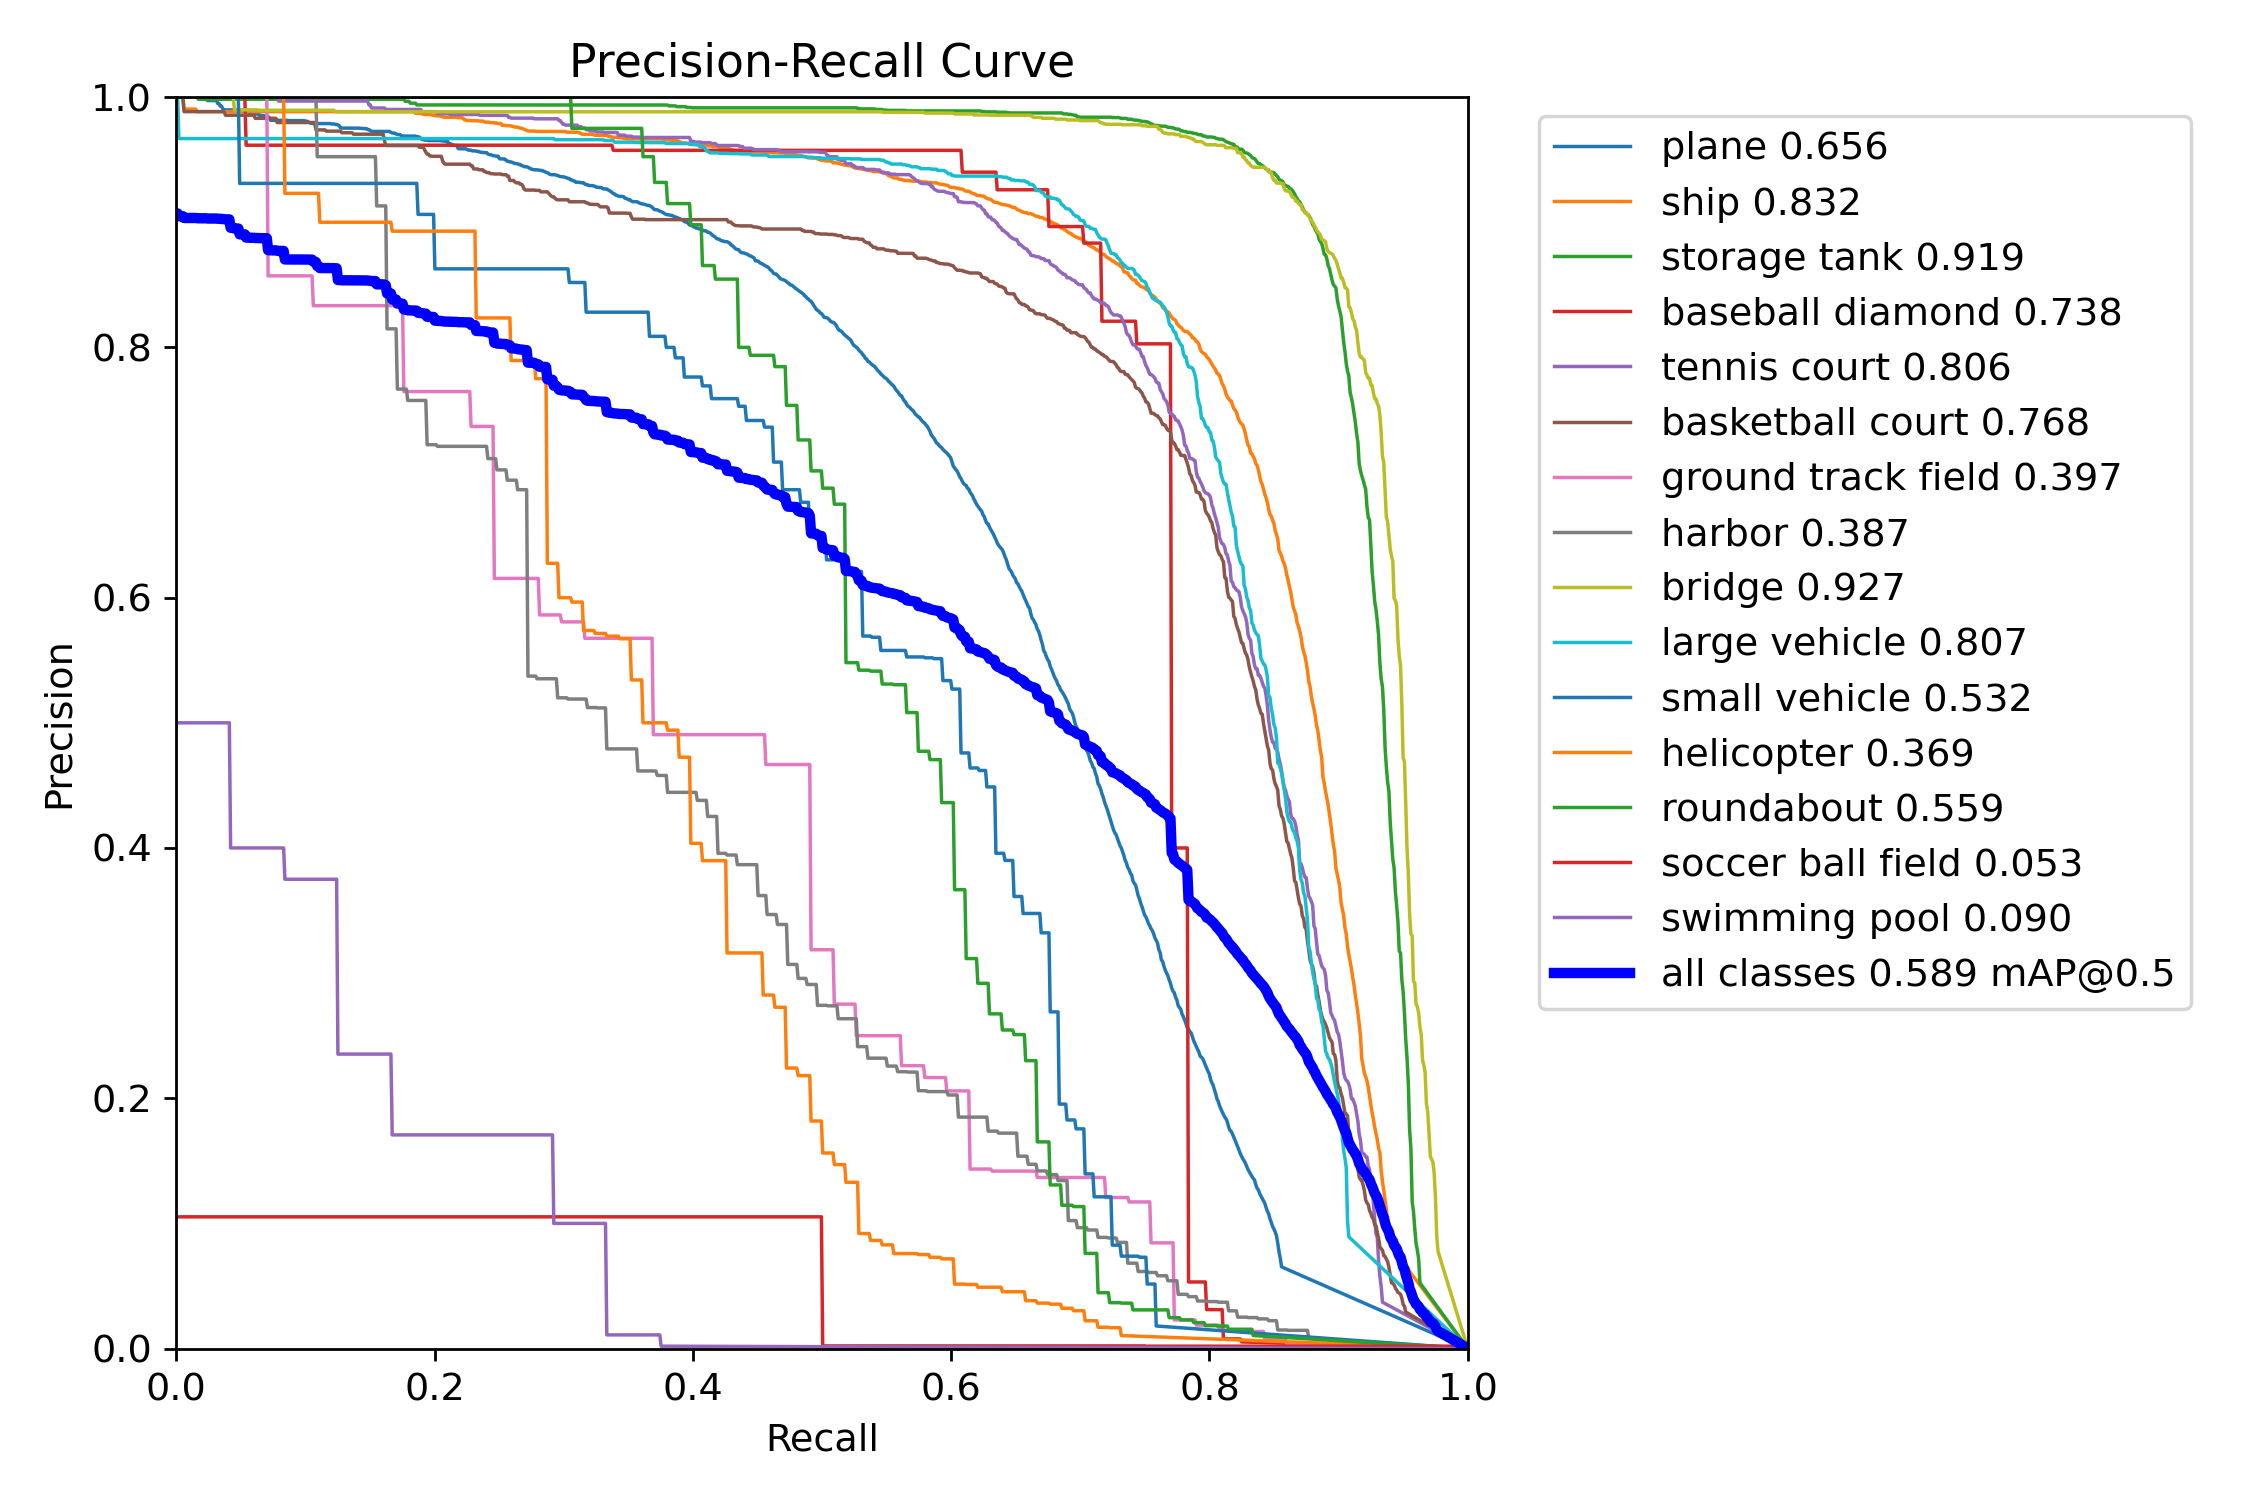 Precision-Recall Curve
1.0
0.8
0.6
0.4
0.2
0.0
Precision
0.0 0.2 0.4 0.6 0.8 1.0
Recall
plane 0.656
ship 0.832
storage tank 0.919
baseball diamond 0.738
tennis court 0.806
basketball court 0.768
ground track field 0.397
harbor 0.387
bridge 0.927
large vehicle 0.807
small vehicle 0.532
helicopter 0.369
roundabout 0.559
soccer ball field 0.053
swimming pool 0.090
all classes 0.589 mAP@0.5